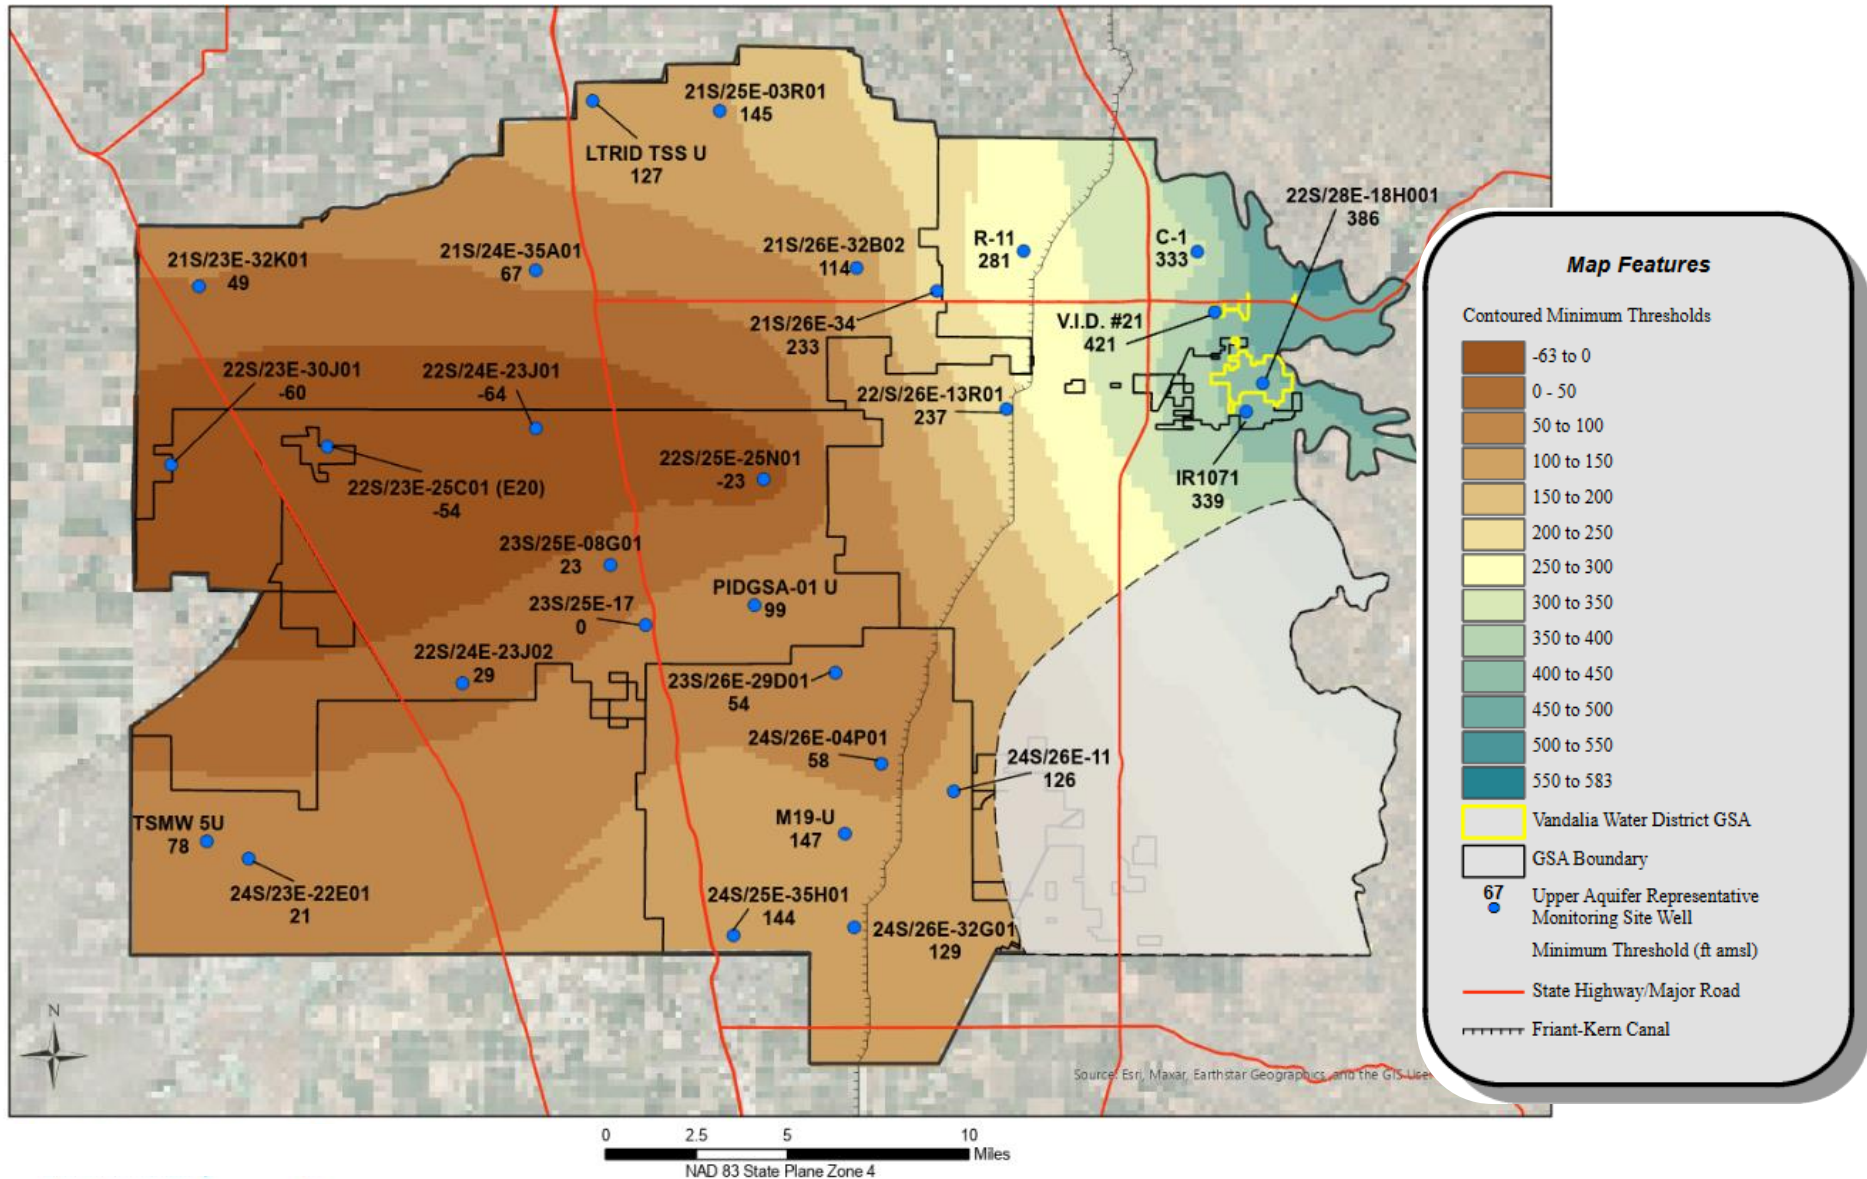 21S/25E-03R01
145
LTRID TSS U
127
22S/28E-18H001
386
21S/23E-32K01
49
21S/24E-35A01
67
21S/26E-32B02
114
R-11
281
C-1
333
21S/26E-34
233
V.I.D. #21
421
22S/23E-30J01
-60
22S/24E-23J01
-64
22/S/26E-13R01
237
22S/25E-25N01
-23
22S/23E-25C01 (E20)
-54
IR1071
339
23S/25E-08G01
23
PIDGSA-01 U
99
23S/25E-17
0
22S/24E-23J02
29
23S/26E-29D01
54
24S/26E-04P01
58
24S/26E-11
126
TSMW 5U
78
M19-U
147
24S/23E-22E01
21
24S/25E-35H01
144
24S/26E-32G01
129
N
Source: Esri, Maxar, Earthstar Geographics, and the GIS User
0 2.5 5 10
Miles
NAD 83 State Plane Zone 4
Map Features
Contoured Minimum Thresholds
-63 to 0
0 - 50
50 to 100
100 to 150
150 to 200
200 to 250
250 to 300
300 to 350
350 to 400
400 to 450
450 to 500
500 to 550
550 to 583
Vandalia Water District GSA
GSA Boundary
67
Upper Aquifer Representative
Monitoring Site Well
Minimum Threshold (ft amsl)
State Highway/Major Road
Friant-Kern Canal